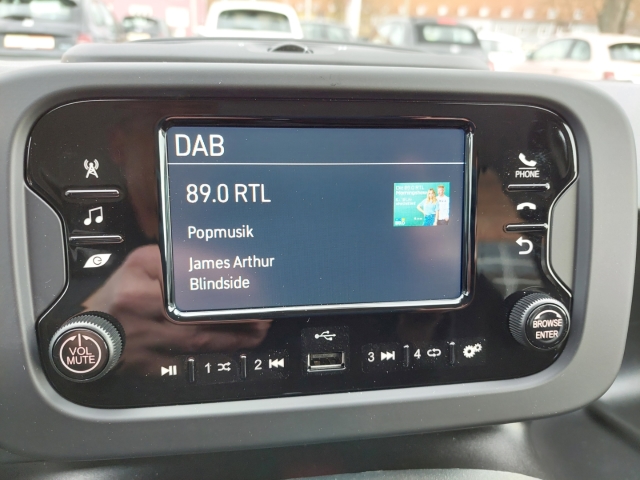 DAB
89.0 RTL
Popmusik
James Arthur
Blindside
PHONE
VOL
MUTE
BROWSE
ENTER
1
2
3
4